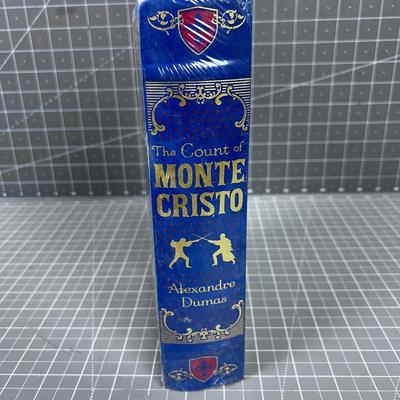 The Count of
MONTE
CRISTO
Alexandre
Dumas